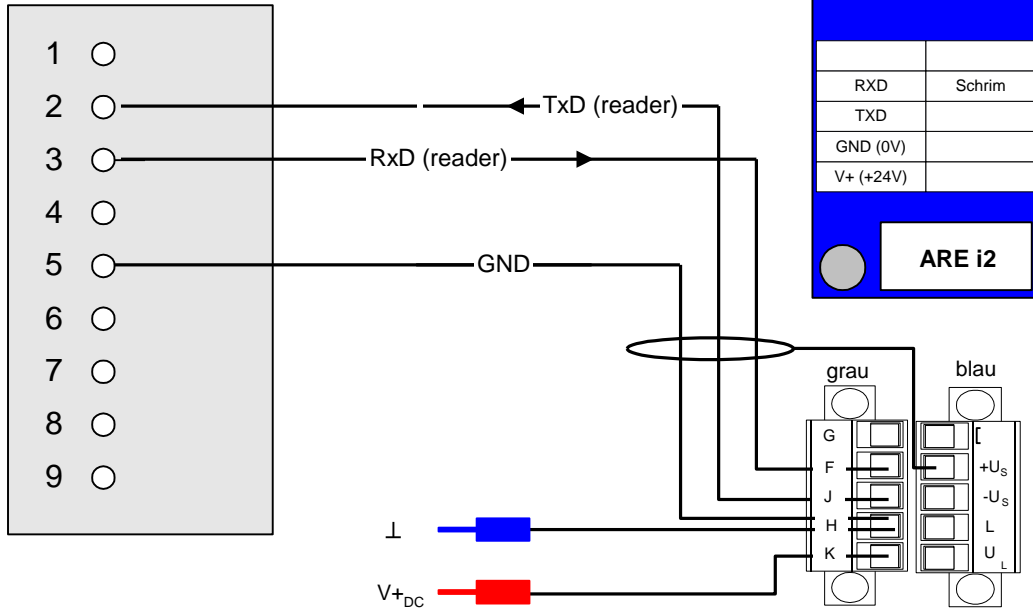 1
2
3
4
5
6
7
8
9
TxD (reader)
RxD (reader)
GND
RXD Schrim
TXD
GND (0V)
V+ (+24V)
ARE i2
grau blau
G [
F +US
J -US
H L
K UL
⊥
V+DC